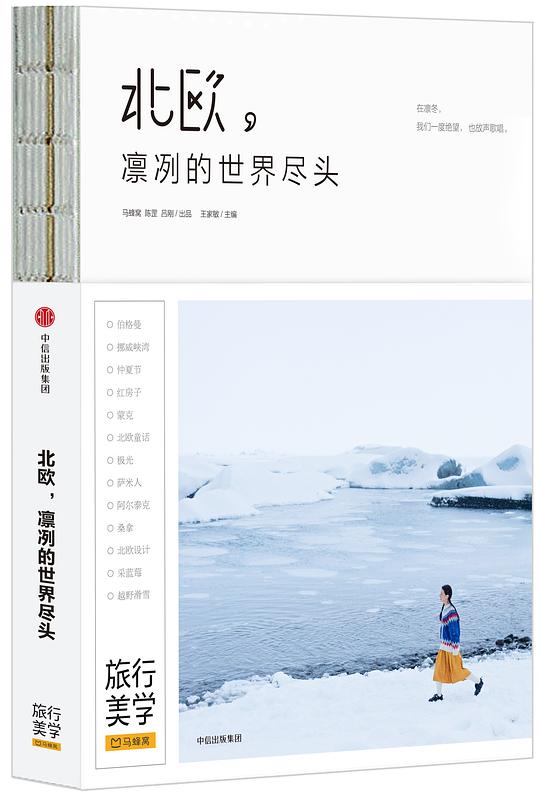 北欧，
凛冽的世界尽头
马蜂窝 陈罡 吕刚/出品 王家敏/主编
在凛冬，
我们一度绝望，也放声歌唱。
伯格曼
挪威峡湾
仲夏节
红房子
蒙克
北欧童话
极光
萨米人
阿尔泰克
桑拿
北欧设计
采蓝莓
越野滑雪
旅行
美学
马蜂窝
中信出版集团
中信出版集团
北欧，凛冽的世界尽头
旅行
美学
马蜂窝